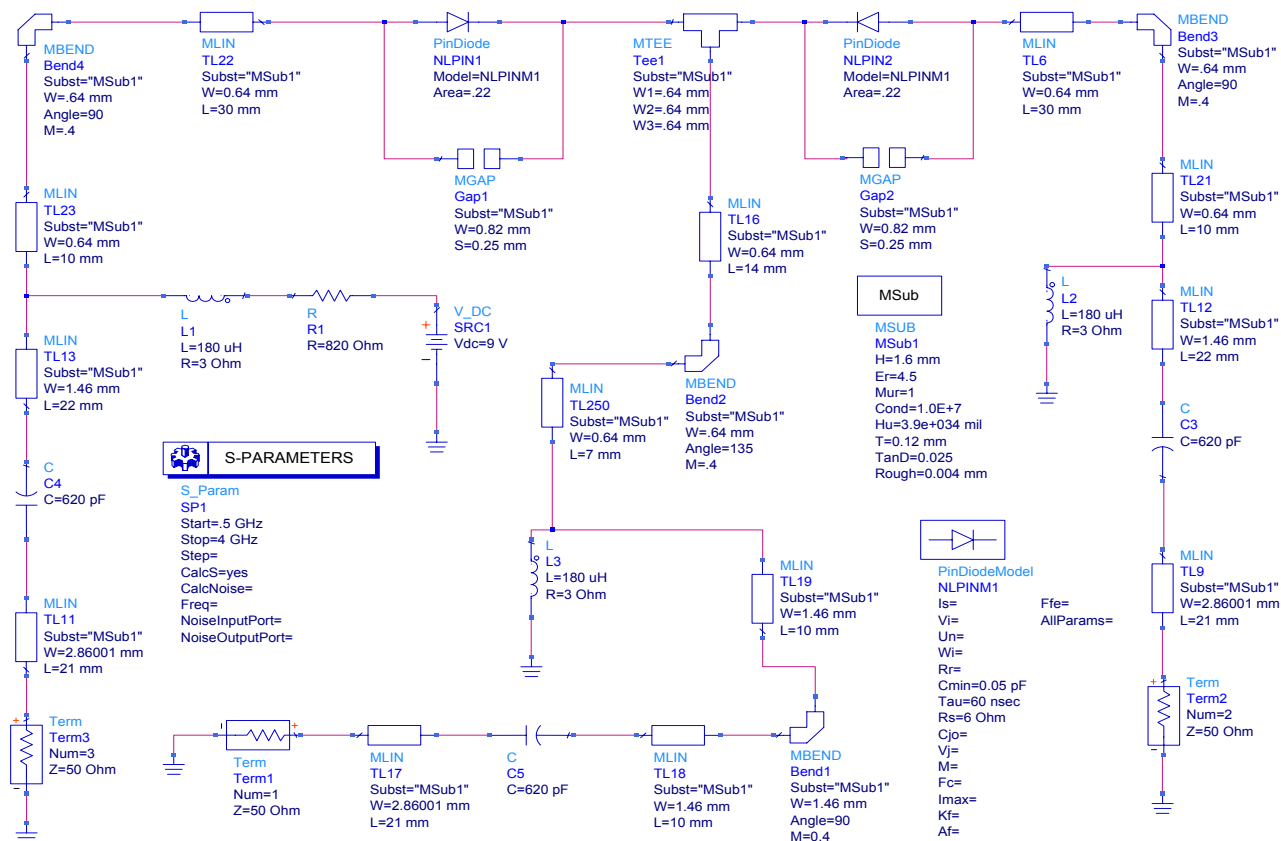 MBEND
Bend4
Subst="MSub1"
W=.64 mm
Angle=90
M=.4
MLIN
TL22
Subst="MSub1"
W=0.64 mm
L=30 mm
PinDiode
NLPIN1
Model=NLPINM1
Area=.22
MTEE
Tee1
Subst="MSub1"
W1=.64 mm
W2=.64 mm
W3=.64 mm
PinDiode
NLPIN2
Model=NLPINM1
Area=.22
MLIN
TL6
Subst="MSub1"
W=0.64 mm
L=30 mm
MBEND
Bend3
Subst="MSub1"
W=.64 mm
Angle=90
M=.4
MGAP
Gap1
Subst="MSub1"
W=0.82 mm
S=0.25 mm
MGAP
Gap2
Subst="MSub1"
W=0.82 mm
S=0.25 mm
MLIN
TL23
Subst="MSub1"
W=0.64 mm
L=10 mm
MLIN
TL16
Subst="MSub1"
W=0.64 mm
L=14 mm
MLIN
TL21
Subst="MSub1"
W=0.64 mm
L=10 mm
L
L1
L=180 uH
R=3 Ohm
R
R1
R=820 Ohm
V_DC
SRC1
Vdc=9 V
+
−
MSub
MSUB
MSub1
H=1.6 mm
Er=4.5
Mur=1
Cond=1.0E+7
Hu=3.9e+034 mil
T=0.12 mm
TanD=0.025
Rough=0.004 mm
L
L2
L=180 uH
R=3 Ohm
MLIN
TL12
Subst="MSub1"
W=1.46 mm
L=22 mm
MLIN
TL13
Subst="MSub1"
W=1.46 mm
L=22 mm
MLIN
TL250
Subst="MSub1"
W=0.64 mm
L=7 mm
MBEND
Bend2
Subst="MSub1"
W=.64 mm
Angle=135
M=.4
C
C3
C=620 pF
C
C4
C=620 pF
S-PARAMETERS
S_Param
SP1
Start=.5 GHz
Stop=4 GHz
Step=
CalcS=yes
CalcNoise=
Freq=
NoiseInputPort=
NoiseOutputPort=
L
L3
L=180 uH
R=3 Ohm
MLIN
TL19
Subst="MSub1"
W=1.46 mm
L=10 mm
PinDiodeModel
NLPINM1
Is=
Vi=
Un=
Wi=
Rr=
Cmin=0.05 pF
Tau=60 nsec
Rs=6 Ohm
Cjo=
Vj=
M=
Fc=
Imax=
Kf=
Af=
Ffe=
AllParams=
MLIN
TL9
Subst="MSub1"
W=2.86001 mm
L=21 mm
MLIN
TL11
Subst="MSub1"
W=2.86001 mm
L=21 mm
+
-
Term
Term3
Num=3
Z=50 Ohm
-
+
Term
Term1
Num=1
Z=50 Ohm
MLIN
TL17
Subst="MSub1"
W=2.86001 mm
L=21 mm
C
C5
C=620 pF
MLIN
TL18
Subst="MSub1"
W=1.46 mm
L=10 mm
MBEND
Bend1
Subst="MSub1"
W=1.46 mm
Angle=90
M=0.4
+
-
Term
Term2
Num=2
Z=50 Ohm